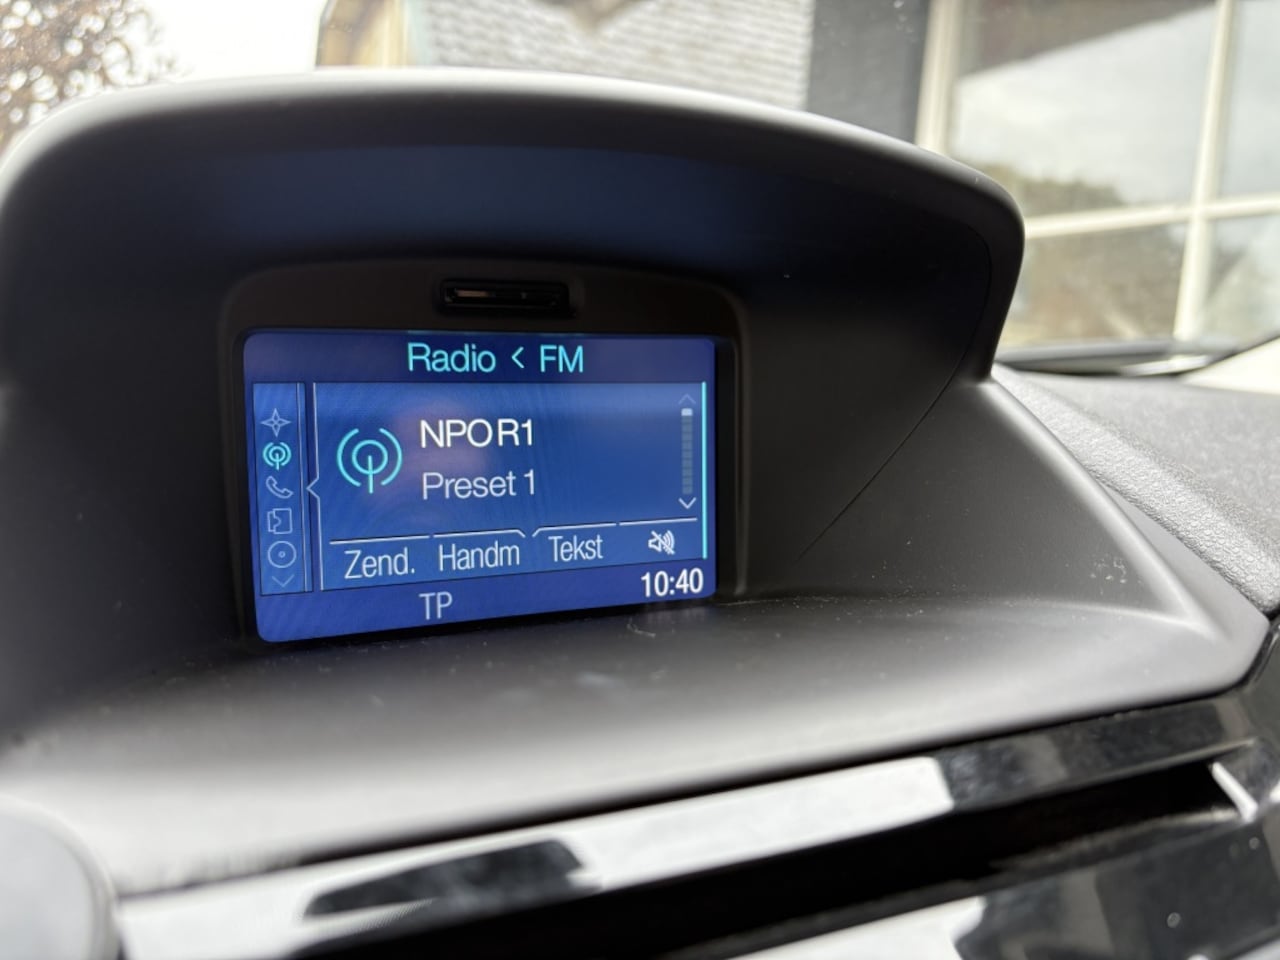 Radio < FM
NPO R1
Preset 1
Zend. Handm Tekst
10:40
TP